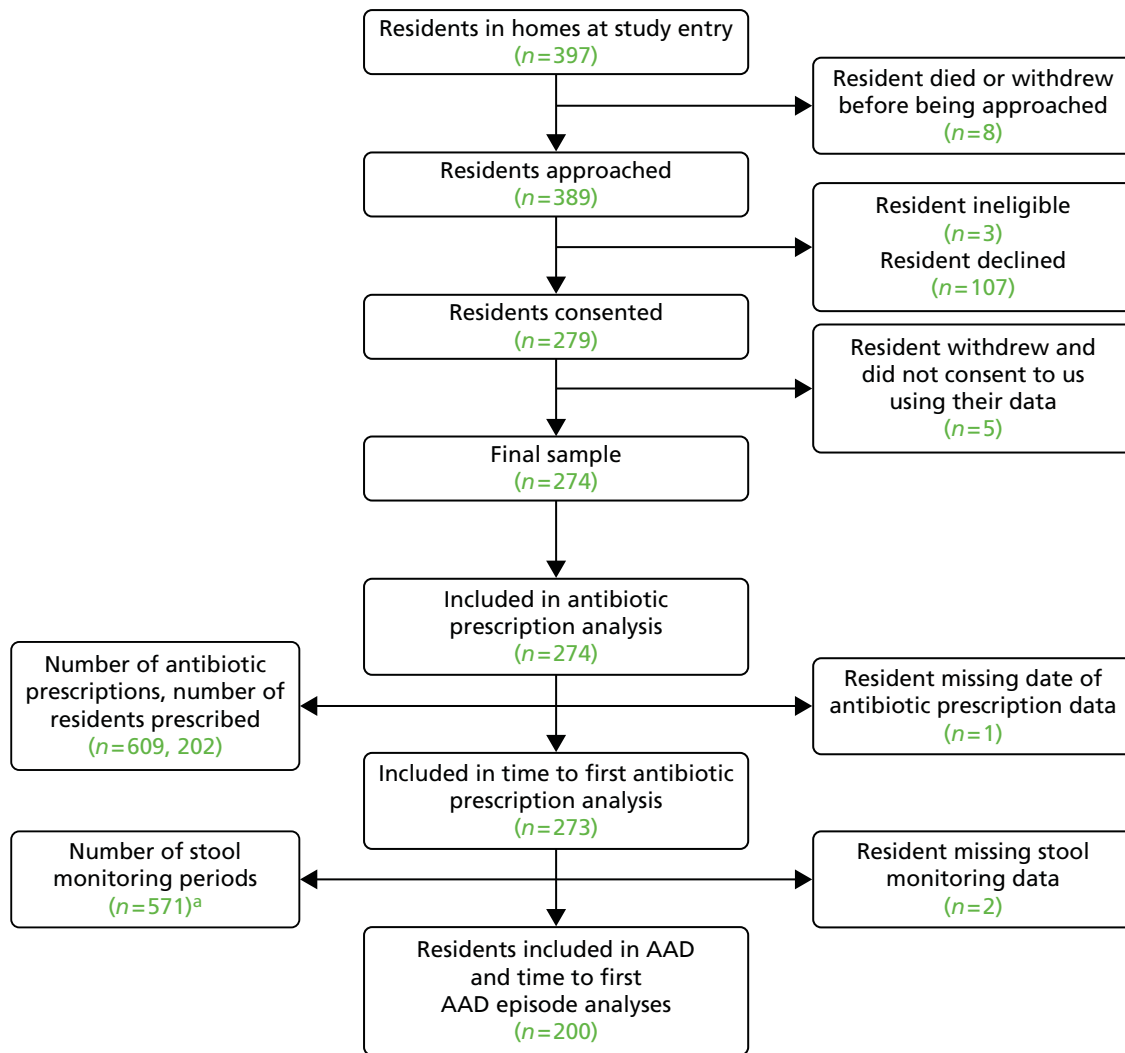 Residents in homes at study entry
(n=397)
Resident died or withdrew
before being approached
(n=8)
Residents approached
(n=389)
Resident ineligible
(n=3)
Resident declined
(n=107)
Residents consented
(n=279)
Resident withdrew and
did not consent to us
using their data
(n=5)
Final sample
(n=274)
Included in antibiotic
prescription analysis
(n=274)
Number of antibiotic
prescriptions, number of
residents prescribed
(n=609, 202)
Resident missing date of
antibiotic prescription data
(n=1)
Included in time to first antibiotic
prescription analysis
(n=273)
Number of stool
monitoring periods
(n=571)ᵃ
Resident missing stool
monitoring data
(n=2)
Residents included in AAD
and time to first
AAD episode analyses
(n=200)